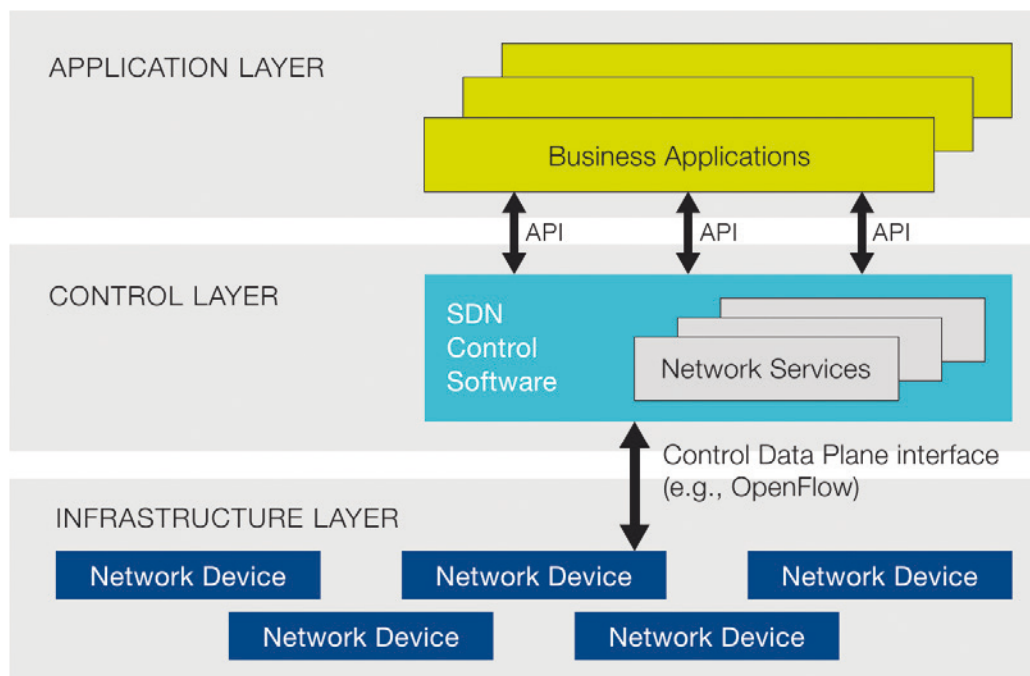 APPLICATION LAYER
Business Applications
API
API
API
CONTROL LAYER
SDN
Control
Software
Network Services
Control Data Plane interface
(e.g., OpenFlow)
INFRASTRUCTURE LAYER
Network Device
Network Device
Network Device
Network Device
Network Device